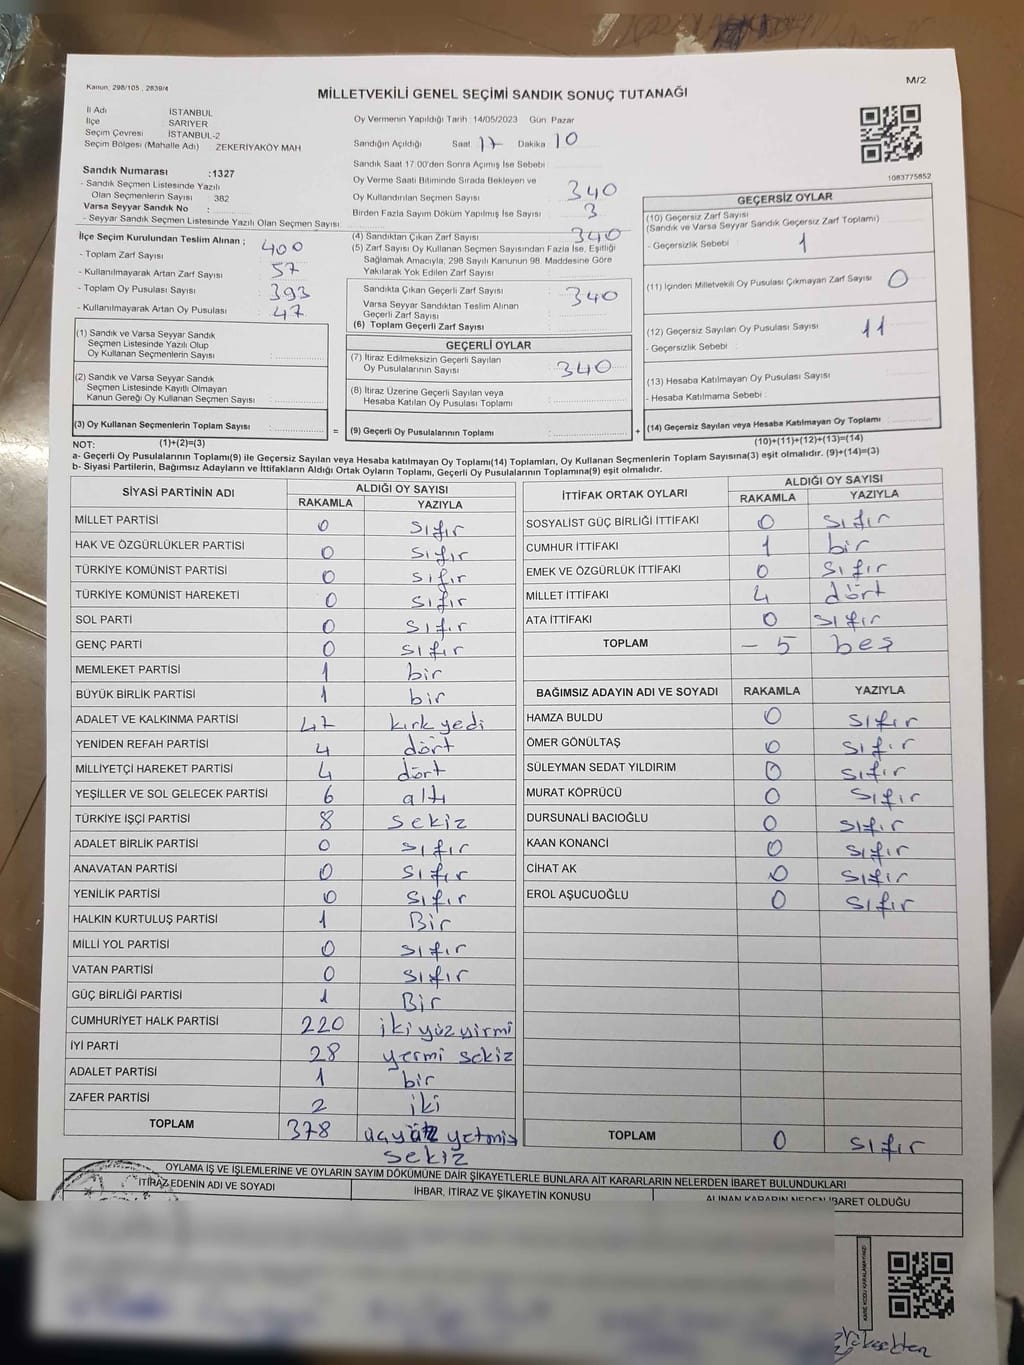 Kanun, 298/105 , 2839/4
M/2
MİLLETVEKİLİ GENEL SEÇİMİ SANDIK SONUÇ TUTANAĞI
İl Adı : İSTANBUL
İlçe : SARIYER
Seçim Çevresi : İSTANBUL-2
Seçim Bölgesi (Mahalle Adı) : ZEKERİYAKÖY MAH
Sandık Numarası :1327
- Sandık Seçmen Listesinde Yazılı
Olan Seçmenlerin Sayısı : 382
Varsa Seyyar Sandık No :
- Seyyar Sandık Seçmen Listesinde Yazılı Olan Seçmen Sayısı:
Oy Vermenin Yapıldığı Tarih : 14/05/2023 Gün : Pazar
Sandığın Açıldığı Saat 17 Dakika 10
Sandık Saat 17:00'den Sonra Açımış İse Sebebi :
Oy Verme Saati Bitiminde Sırada Bekleyen ve
Oy Kullandırılan Seçmen Sayısı : 340
Birden Fazla Sayım Döküm Yapılmış İse Sayısı : 3
1083775852
İlçe Seçim Kurulundan Teslim Alınan ;
- Toplam Zarf Sayısı : 400
- Kullanılmayarak Artan Zarf Sayısı : 57
- Toplam Oy Pusulası Sayısı : 393
- Kullanılmayarak Artan Oy Pusulası : 47
(4) Sandıktan Çıkan Zarf Sayısı : 340
(5) Zarf Sayısı Oy Kullanan Seçmen Sayısından Fazla İse, Eşitliği
Sağlamak Amacıyla, 298 Sayılı Kanunun 98. Maddesine Göre
Yakılarak Yok Edilen Zarf Sayısı :
Sandıkta Çıkan Geçerli Zarf Sayısı : 340
Varsa Seyyar Sandıktan Teslim Alınan
Geçerli Zarf Sayısı :
(6) Toplam Geçerli Zarf Sayısı :
GEÇERSİZ OYLAR
(10) Geçersiz Zarf Sayısı
(Sandık ve Varsa Seyyar Sandık Geçersiz Zarf Toplamı) : 1
- Geçersizlik Sebebi :
(11) İçinden Milletvekili Oy Pusulası Çıkmayan Zarf Sayısı : 0
(12) Geçersiz Sayılan Oy Pusulası Sayısı : 11
- Geçersizlik Sebebi :
(13) Hesaba Katılmayan Oy Pusulası Sayısı :
- Hesaba Katılmama Sebebi :
(14) Geçersiz Sayılan veya Hesaba Katılmayan Oy Toplamı
(10)+(11)+(12)+(13)=(14)
(1) Sandık ve Varsa Seyyar Sandık
Seçmen Listesinde Yazılı Olup
Oy Kullanan Seçmenlerin Sayısı :
(2) Sandık ve Varsa Seyyar Sandık
Seçmen Listesinde Kayıtlı Olmayan
Kanun Gereği Oy Kullanan Seçmen Sayısı :
(3) Oy Kullanan Seçmenlerin Toplam Sayısı :
(1)+(2)=(3)
GEÇERLİ OYLAR
(7) İtiraz Edilmeksizin Geçerli Sayılan
Oy Pusulalarının Sayısı : 340
(8) İtiraz Üzerine Geçerli Sayılan veya
Hesaba Katılan Oy Pusulası Toplamı :
= (9) Geçerli Oy Pusulalarının Toplamı : +
NOT:
a- Geçerli Oy Pusulalarının Toplamı(9) ile Geçersiz Sayılan veya Hesaba katılmayan Oy Toplamı(14) Toplamları, Oy Kullanan Seçmenlerin Toplam Sayısına(3) eşit olmalıdır. (9)+(14)=(3)
b- Siyasi Partilerin, Bağımsız Adayların ve İttifakların Aldığı Ortak Oyların Toplamı, Geçerli Oy Pusulalarının Toplamına(9) eşit olmalıdır.
SİYASİ PARTİNİN ADI ALDIĞI OY SAYISI
RAKAMLA YAZIYLA
MİLLET PARTİSİ 0 sıfır
HAK VE ÖZGÜRLÜKLER PARTİSİ 0 sıfır
TÜRKİYE KOMÜNİST PARTİSİ 0 sıfır
TÜRKİYE KOMÜNİST HAREKETİ 0 sıfır
SOL PARTİ 0 sıfır
GENÇ PARTİ 0 sıfır
MEMLEKET PARTİSİ 1 bir
BÜYÜK BİRLİK PARTİSİ 1 bir
ADALET VE KALKINMA PARTİSİ 47 kırk yedi
YENİDEN REFAH PARTİSİ 4 dört
MİLLİYETÇİ HAREKET PARTİSİ 4 dört
YEŞİLLER VE SOL GELECEK PARTİSİ 6 altı
TÜRKİYE İŞÇİ PARTİSİ 8 sekiz
ADALET BİRLİK PARTİSİ 0 sıfır
ANAVATAN PARTİSİ 0 sıfır
YENİLİK PARTİSİ 0 sıfır
HALKIN KURTULUŞ PARTİSİ 1 Bir
MİLLİ YOL PARTİSİ 0 sıfır
VATAN PARTİSİ 0 sıfır
GÜÇ BİRLİĞİ PARTİSİ 1 Bir
CUMHURİYET HALK PARTİSİ 220 iki yüz yirmi
İYİ PARTİ 28 yermi sekiz
ADALET PARTİSİ 1 bir
ZAFER PARTİSİ 2 iki
TOPLAM 378 üçyüz yetmiş
sekiz
İTTİFAK ORTAK OYLARI ALDIĞI OY SAYISI
RAKAMLA YAZIYLA
SOSYALİST GÜÇ BİRLİĞİ İTTİFAKI 0 sıfır
CUMHUR İTTİFAKI 1 bir
EMEK VE ÖZGÜRLÜK İTTİFAKI 0 sıfır
MİLLET İTTİFAKI 4 dört
ATA İTTİFAKI 0 sıfır
TOPLAM - 5 beş
BAĞIMSIZ ADAYIN ADI VE SOYADI RAKAMLA YAZIYLA
HAMZA BULDU 0 sıfır
ÖMER GÖNÜLTAŞ 0 sıfır
SÜLEYMAN SEDAT YILDIRIM 0 sıfır
MURAT KÖPRÜCÜ 0 sıfır
DURSUNALİ BACIOĞLU 0 sıfır
KAAN KONANCİ 0 sıfır
CİHAT AK 0 sıfır
EROL AŞUCUOĞLU 0 sıfır
TOPLAM 0 sıfır
OYLAMA İŞ VE İŞLEMLERİNE VE OYLARIN SAYIM DÖKÜMÜNE DAİR ŞİKAYETLERLE BUNLARA AİT KARARLARIN NELERDEN İBARET BULUNDUKLARI
İTİRAZ EDENİN ADI VE SOYADI İHBAR, İTİRAZ VE ŞİKAYETİN KONUSU ALINAN KARARIN NEDEN İBARET OLDUĞU
KARE KODU KARALAMAYINIZ!